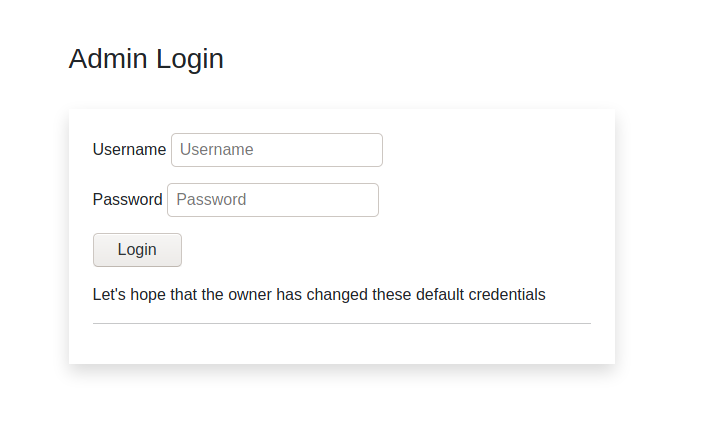 Admin Login
Username Username
Password Password
Login
Let's hope that the owner has changed these default credentials